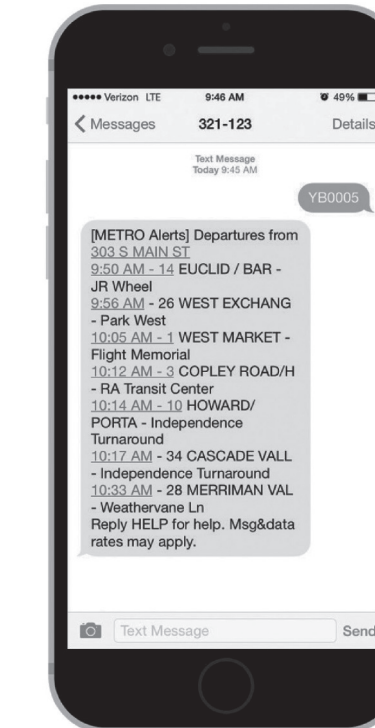 Verizon LTE 9:46 AM 49%
Messages 321-123 Details
Text Message
Today 9:45 AM
YB0005
[METRO Alerts] Departures from
303 S MAIN ST
9:50 AM - 14 EUCLID / BAR -
JR Wheel
9:56 AM - 26 WEST EXCHANG
- Park West
10:05 AM - 1 WEST MARKET -
Flight Memorial
10:12 AM - 3 COPLEY ROAD/H
- RA Transit Center
10:14 AM - 10 HOWARD/
PORTA - Independence
Turnaround
10:17 AM - 34 CASCADE VALL
- Independence Turnaround
10:33 AM - 28 MERRIMAN VAL
- Weathervane Ln
Reply HELP for help. Msg&data
rates may apply.
Text Message Send